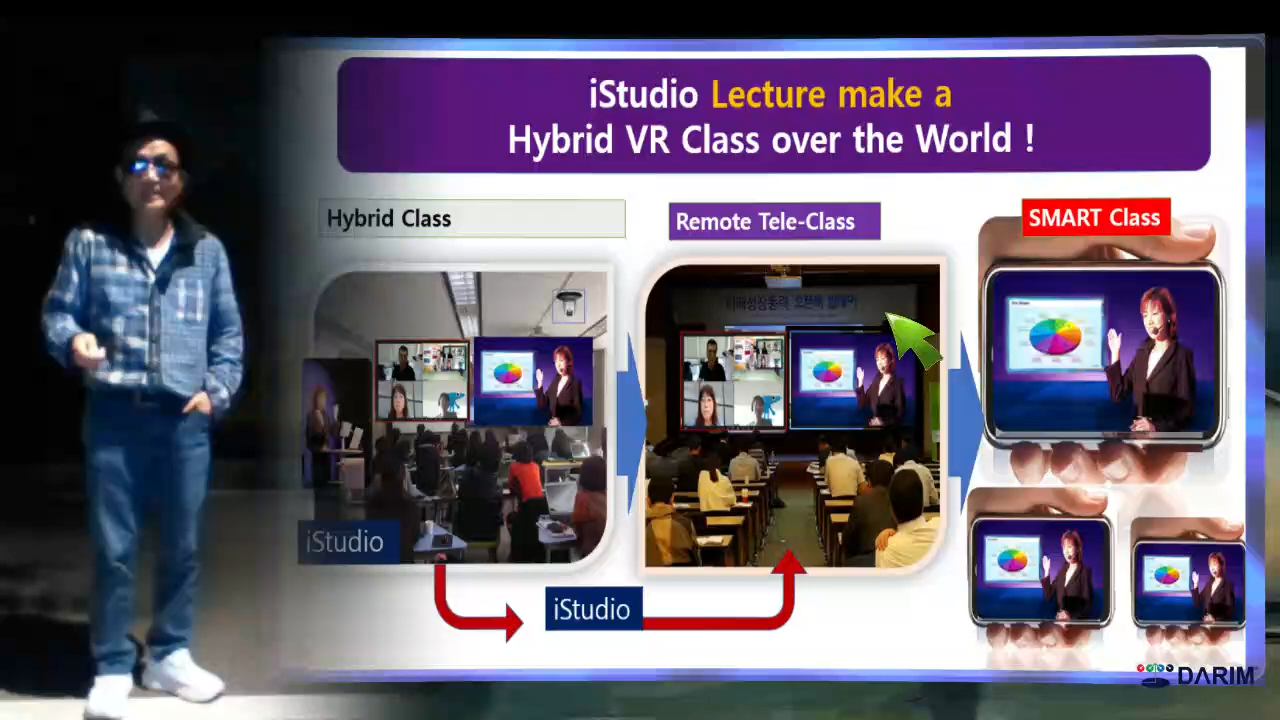 iStudio Lecture make a
Hybrid VR Class over the World !
Hybrid Class
Remote Tele-Class
SMART Class
iStudio
iStudio
DARIM